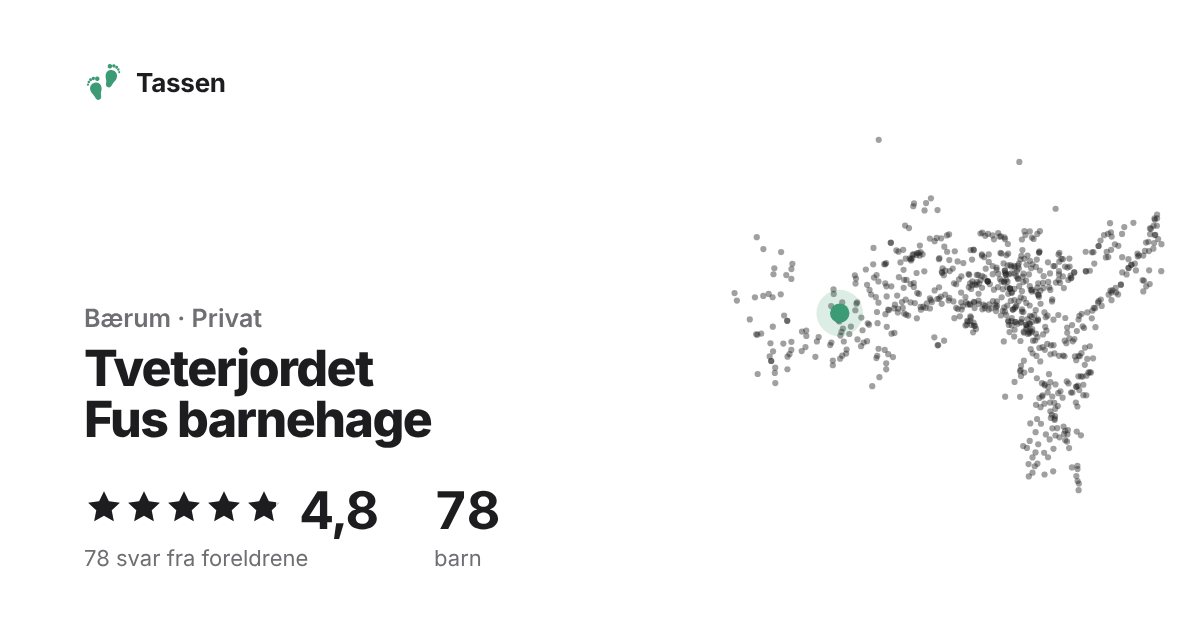 Tassen
Bærum · Privat
Tveterjordet
Fus barnehage
4,8
78 svar fra foreldrene
78
barn